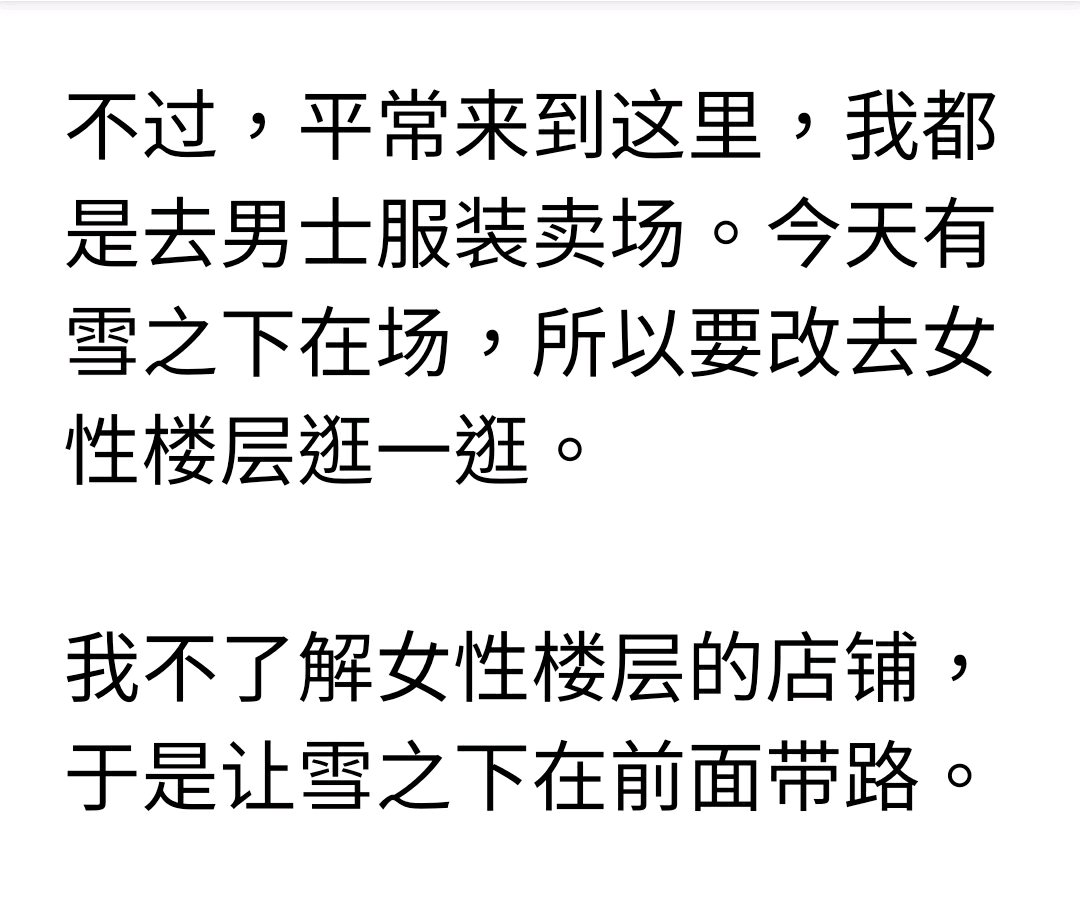 不过，平常来到这里，我都
是去男士服装卖场。今天有
雪之下在场，所以要改去女
性楼层逛一逛。
我不了解女性楼层的店铺，
于是让雪之下在前面带路。